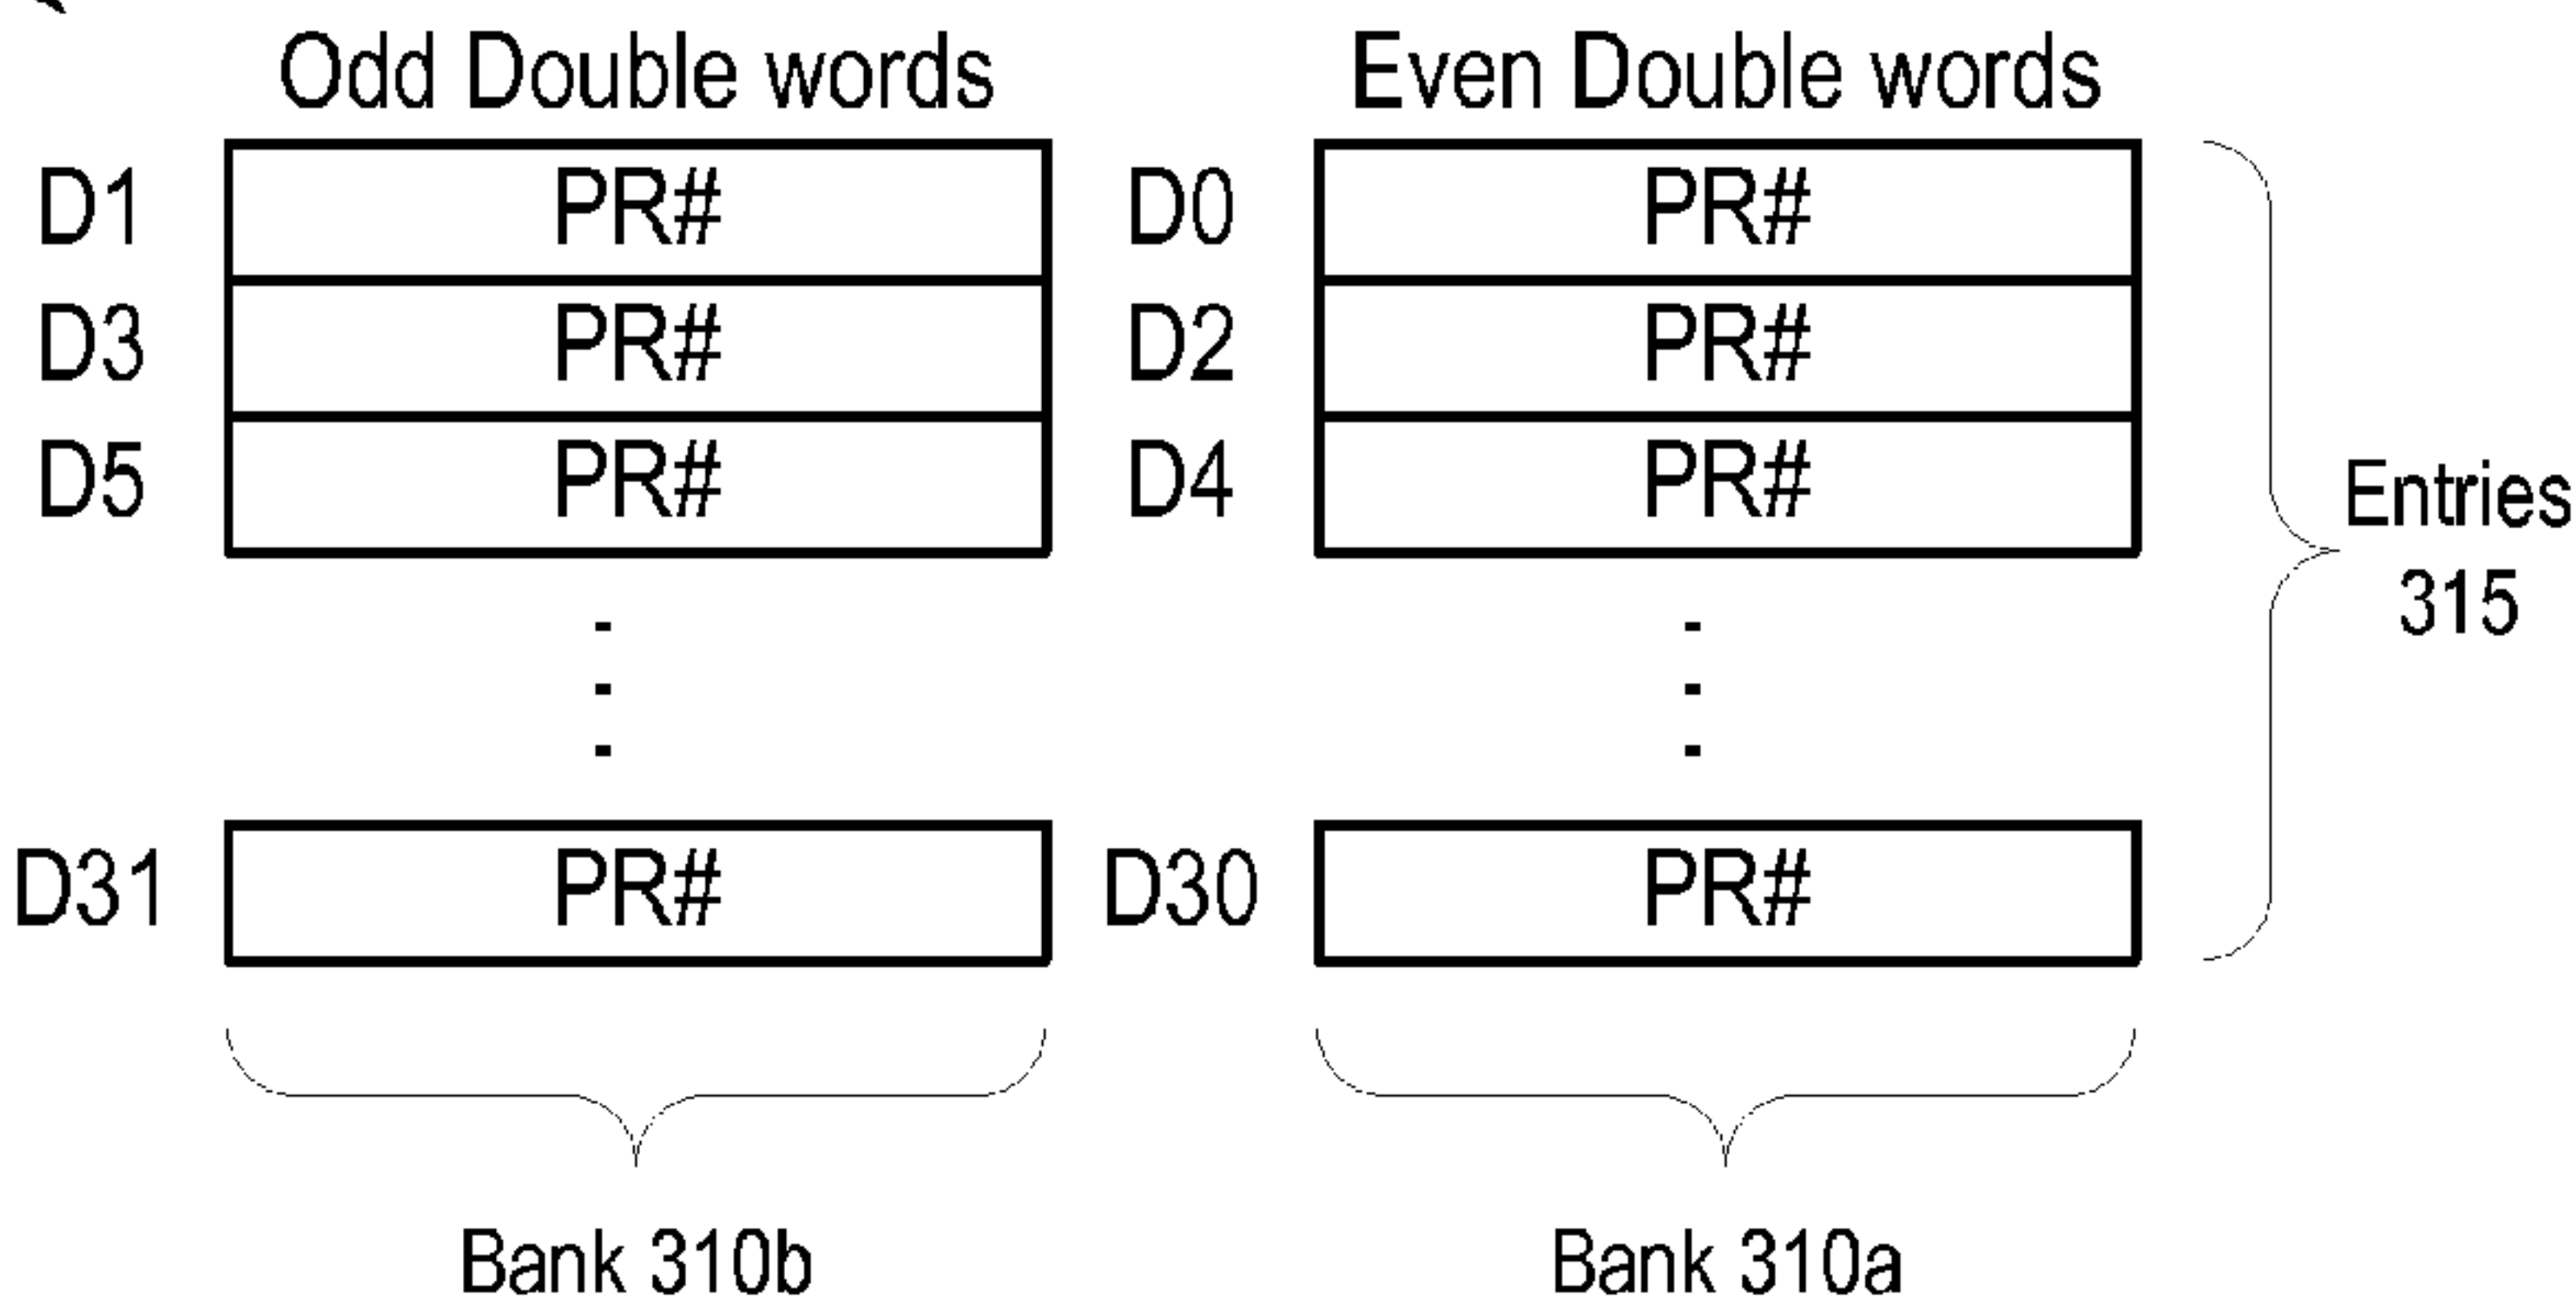 Odd Double words Even Double words
D1 PR# D0 PR#
D3 PR# D2 PR#
D5 PR# D4 PR#
Entries
315
D31 PR# D30 PR#
Bank 310b Bank 310a